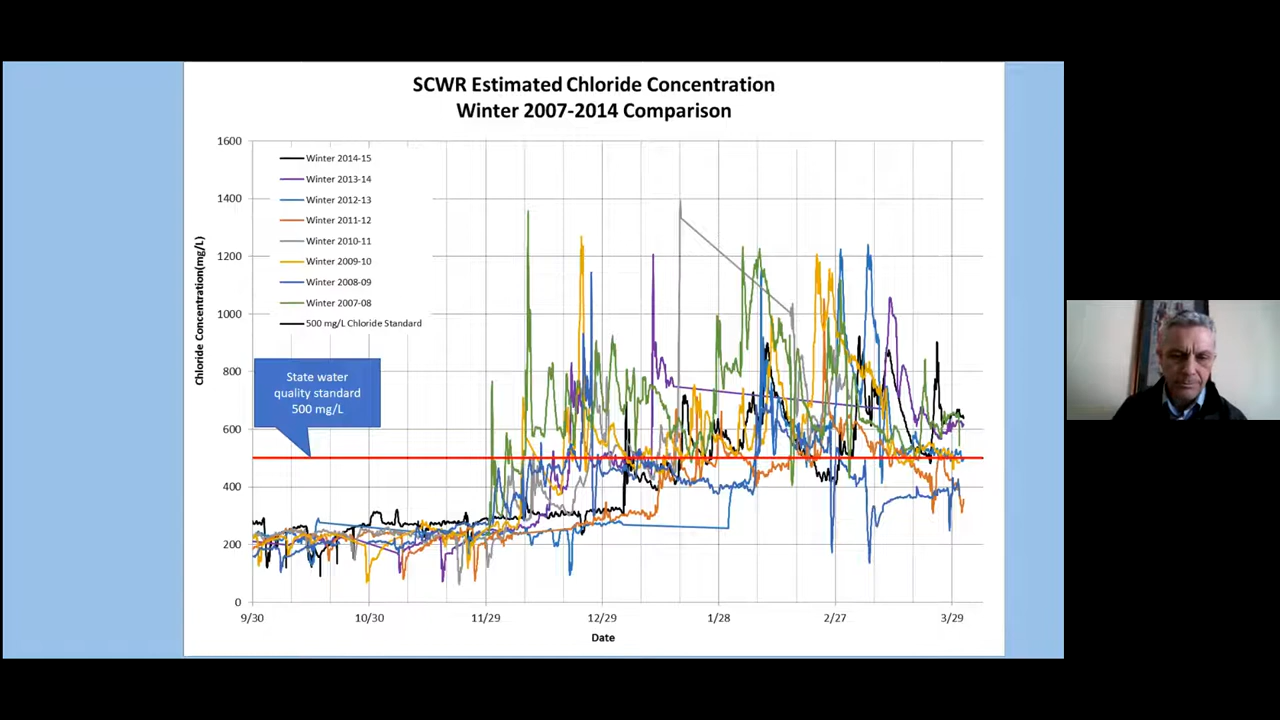 SCWR Estimated Chloride Concentration
Winter 2007-2014 Comparison
Chloride Concentration(mg/L)
1600
1400
1200
1000
800
600
400
200
0
Winter 2014-15
Winter 2013-14
Winter 2012-13
Winter 2011-12
Winter 2010-11
Winter 2009-10
Winter 2008-09
Winter 2007-08
500 mg/L Chloride Standard
State water
quality standard
500 mg/L
9/30 10/30 11/29 12/29 1/28 2/27 3/29
Date